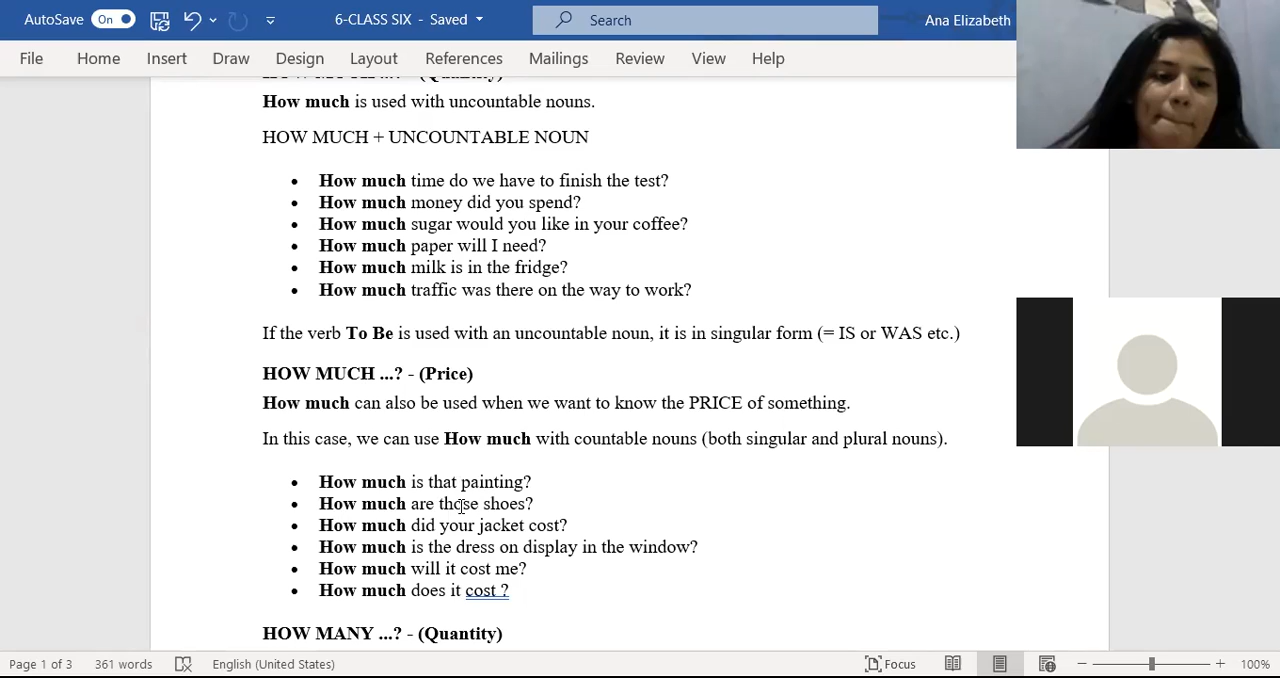 AutoSave On 6-CLASS SIX - Saved Search Ana Elizabeth
File Home Insert Draw Design Layout References Mailings Review View Help
How much is used with uncountable nouns.
HOW MUCH + UNCOUNTABLE NOUN
• How much time do we have to finish the test?
• How much money did you spend?
• How much sugar would you like in your coffee?
• How much paper will I need?
• How much milk is in the fridge?
• How much traffic was there on the way to work?
If the verb To Be is used with an uncountable noun, it is in singular form (= IS or WAS etc.)
HOW MUCH ...? - (Price)
How much can also be used when we want to know the PRICE of something.
In this case, we can use How much with countable nouns (both singular and plural nouns).
• How much is that painting?
• How much are those shoes?
• How much did your jacket cost?
• How much is the dress on display in the window?
• How much will it cost me?
• How much does it cost ?
HOW MANY ...? - (Quantity)
Page 1 of 3 361 words English (United States) Focus 100%